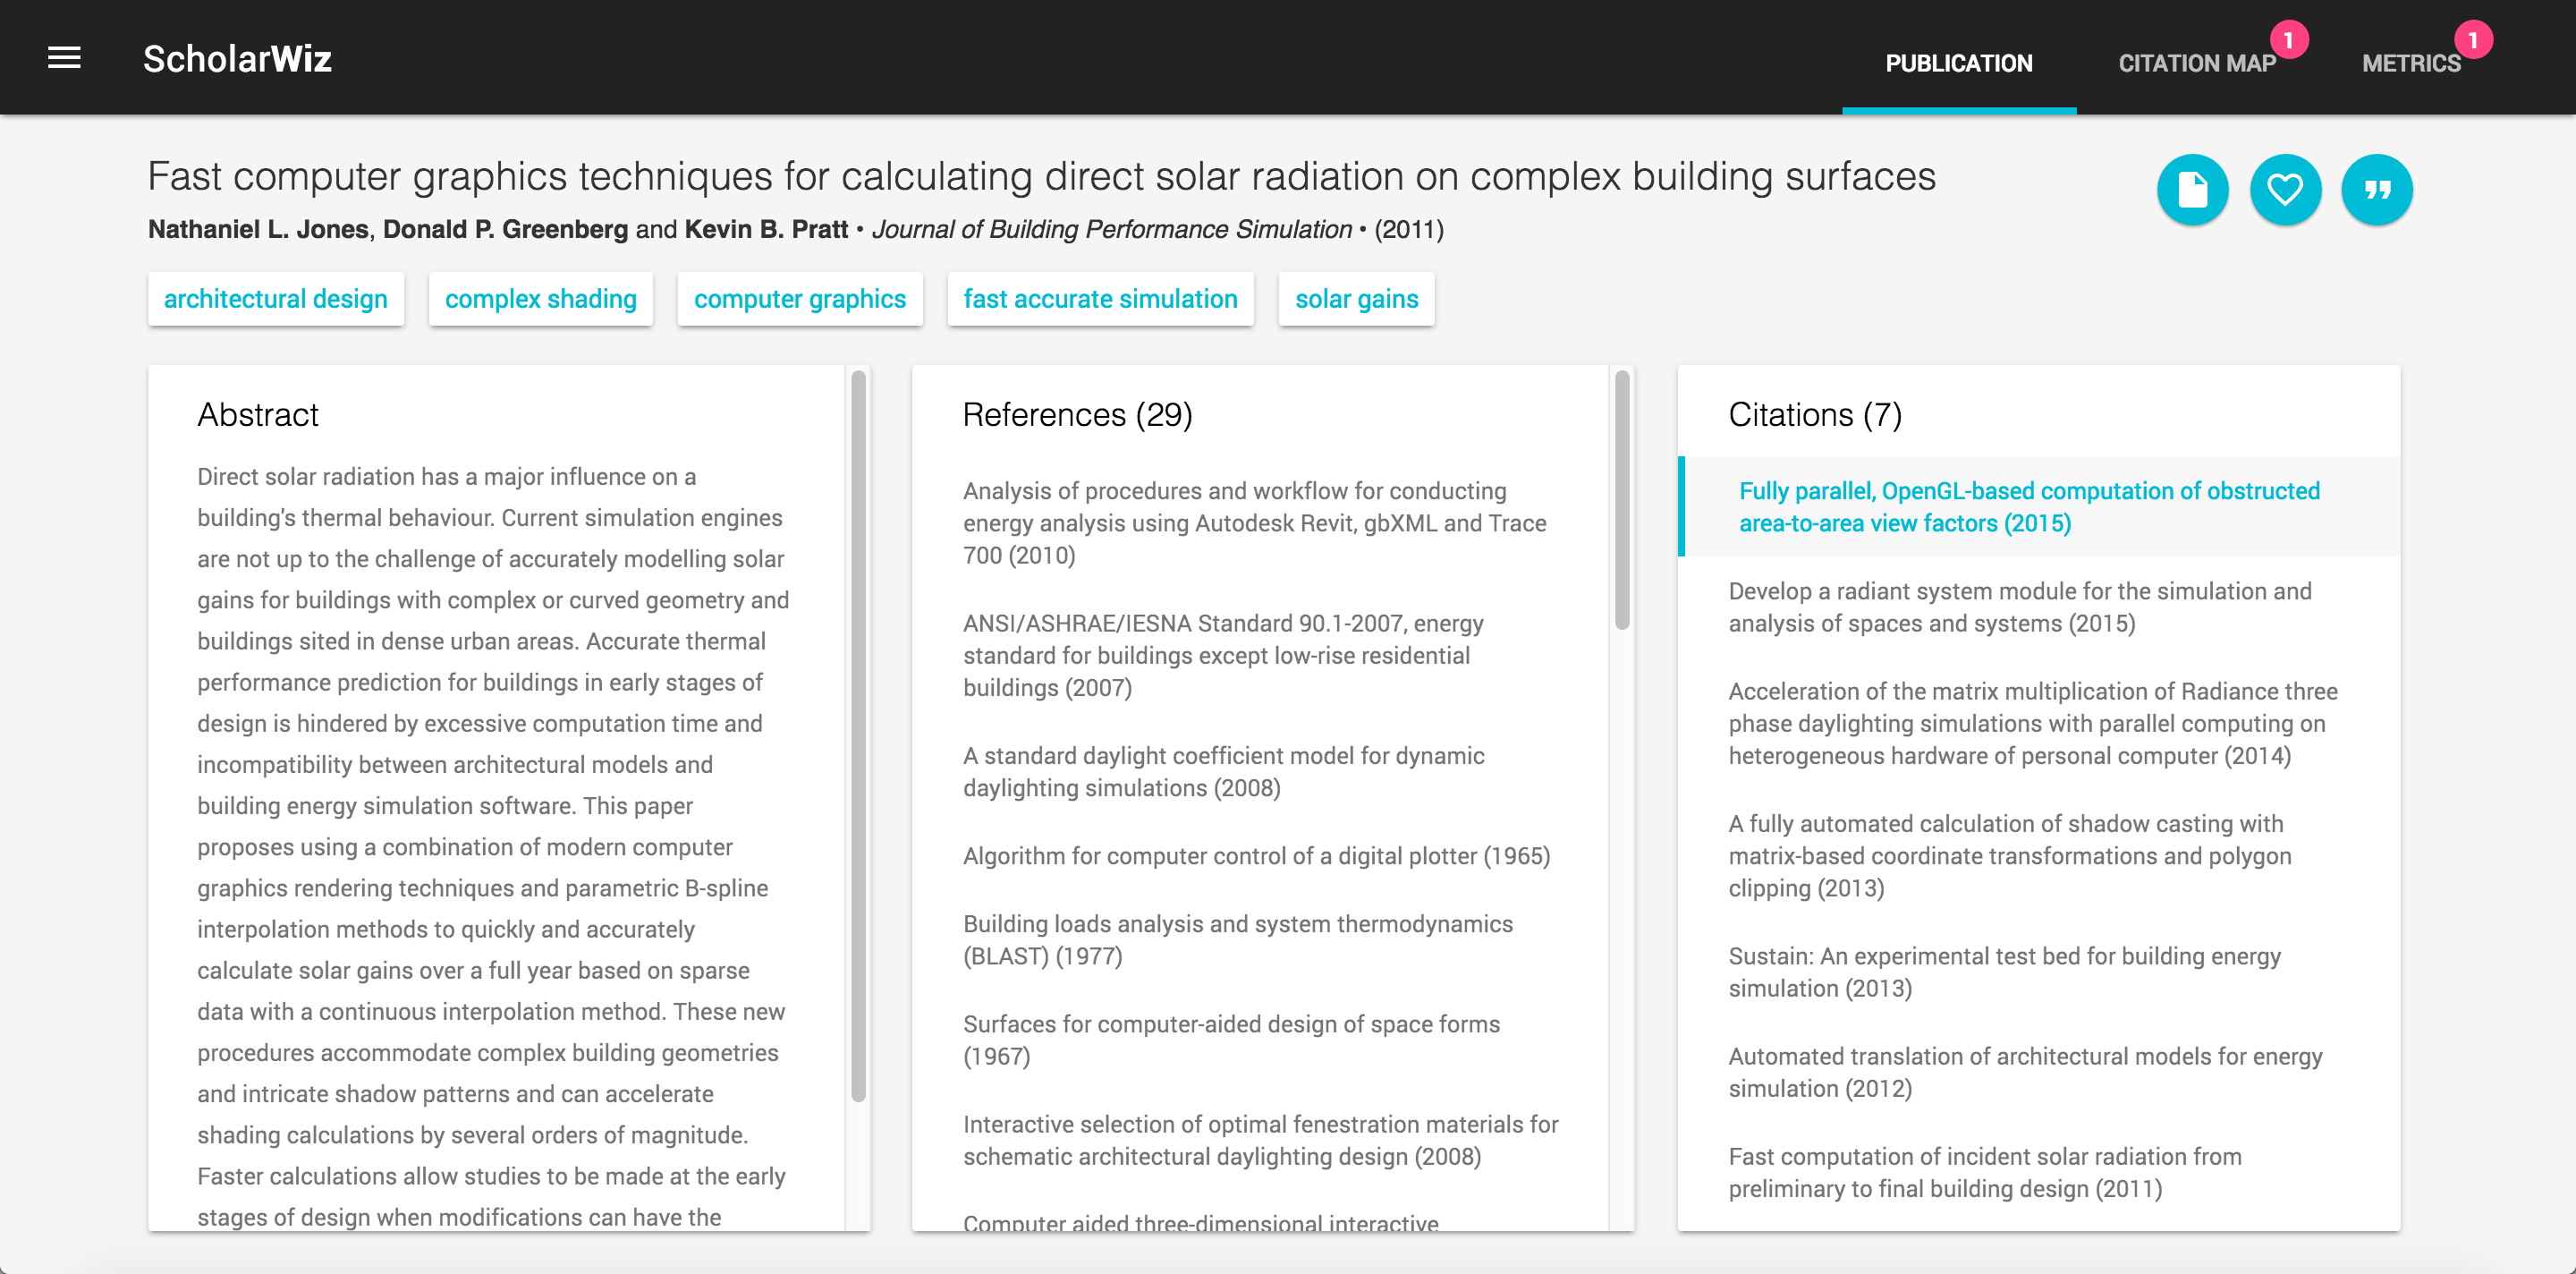 ScholarWiz
PUBLICATION
CITATION MAP
1
METRICS
1
Fast computer graphics techniques for calculating direct solar radiation on complex building surfaces
Nathaniel L. Jones, Donald P. Greenberg and Kevin B. Pratt • Journal of Building Performance Simulation • (2011)
architectural design
complex shading
computer graphics
fast accurate simulation
solar gains
Abstract
Direct solar radiation has a major influence on a
building's thermal behaviour. Current simulation engines
are not up to the challenge of accurately modelling solar
gains for buildings with complex or curved geometry and
buildings sited in dense urban areas. Accurate thermal
performance prediction for buildings in early stages of
design is hindered by excessive computation time and
incompatibility between architectural models and
building energy simulation software. This paper
proposes using a combination of modern computer
graphics rendering techniques and parametric B-spline
interpolation methods to quickly and accurately
calculate solar gains over a full year based on sparse
data with a continuous interpolation method. These new
procedures accommodate complex building geometries
and intricate shadow patterns and can accelerate
shading calculations by several orders of magnitude.
Faster calculations allow studies to be made at the early
stages of design when modifications can have the
References (29)
Analysis of procedures and workflow for conducting
energy analysis using Autodesk Revit, gbXML and Trace
700 (2010)
ANSI/ASHRAE/IESNA Standard 90.1-2007, energy
standard for buildings except low-rise residential
buildings (2007)
A standard daylight coefficient model for dynamic
daylighting simulations (2008)
Algorithm for computer control of a digital plotter (1965)
Building loads analysis and system thermodynamics
(BLAST) (1977)
Surfaces for computer-aided design of space forms
(1967)
Interactive selection of optimal fenestration materials for
schematic architectural daylighting design (2008)
Computer aided three-dimensional interactive
Citations (7)
Fully parallel, OpenGL-based computation of obstructed
area-to-area view factors (2015)
Develop a radiant system module for the simulation and
analysis of spaces and systems (2015)
Acceleration of the matrix multiplication of Radiance three
phase daylighting simulations with parallel computing on
heterogeneous hardware of personal computer (2014)
A fully automated calculation of shadow casting with
matrix-based coordinate transformations and polygon
clipping (2013)
Sustain: An experimental test bed for building energy
simulation (2013)
Automated translation of architectural models for energy
simulation (2012)
Fast computation of incident solar radiation from
preliminary to final building design (2011)